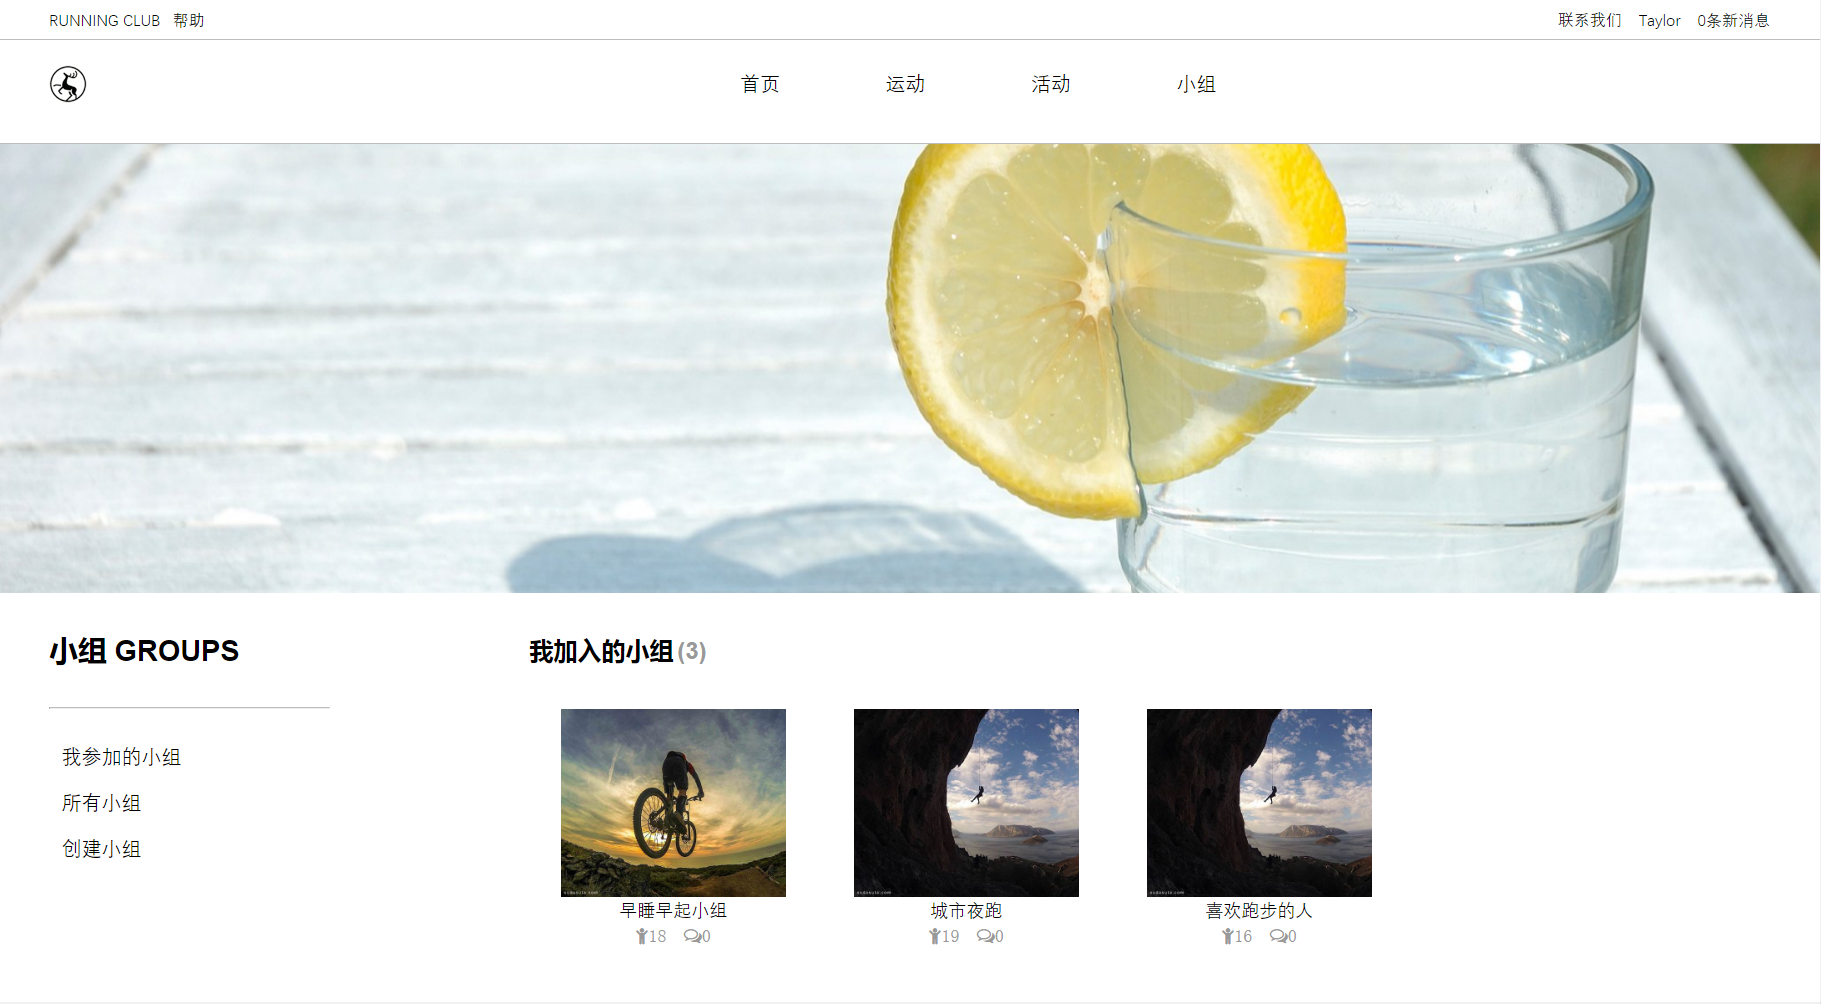 RUNNING CLUB 帮助
联系我们 Taylor 0条新消息
首页 运动 活动 小组
小组 GROUPS
我参加的小组
所有小组
创建小组
我加入的小组 (3)
早睡早起小组
18 0
城市夜跑
19 0
喜欢跑步的人
16 0